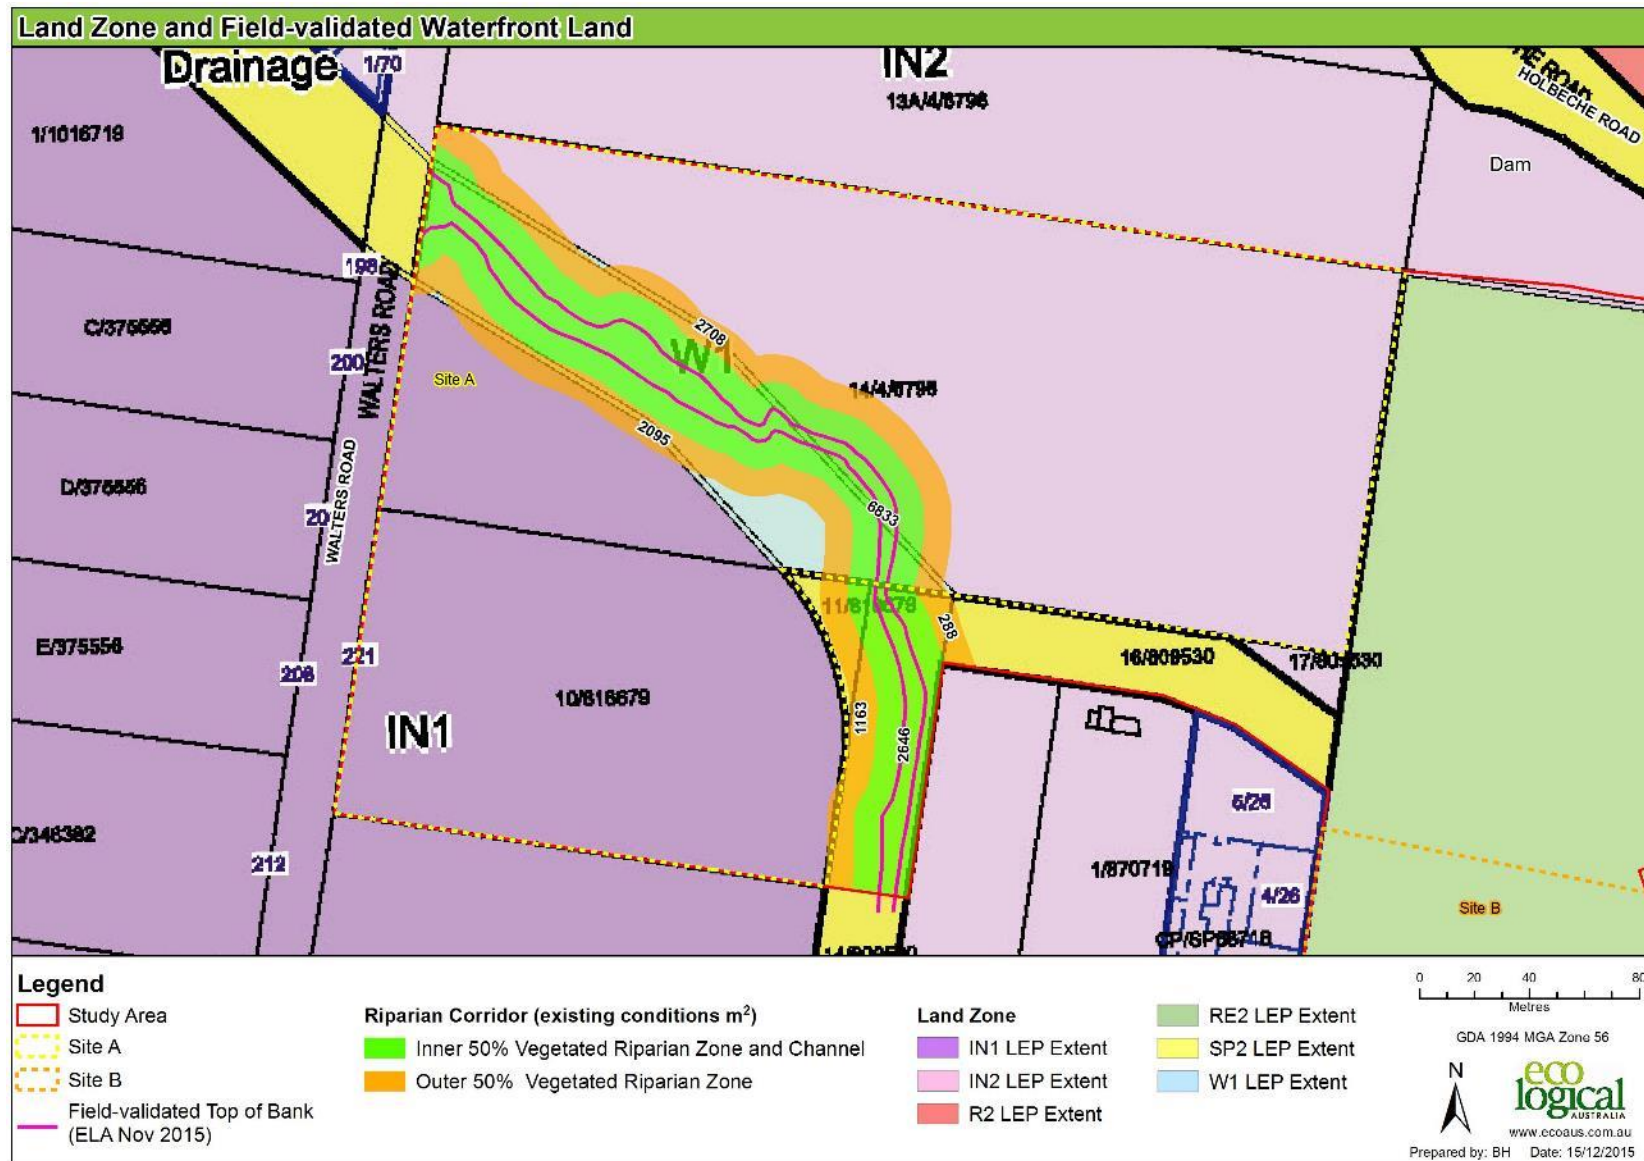 Land Zone and Field-validated Waterfront Land
Drainage
1/70
IN2
13A/4/6796
HOLBECHE ROAD
Dam
1/1016719
198
C/375556
200
WALTERS ROAD
Site A
2708
W1
14/4/6796
2095
D/375556
WALTERS ROAD
20
6833
E/375556
208
221
11/816679
288
16/809530
10/816679
IN1
1163
2646
212
5/26
1/870719
4/26
Site B
Legend
Study Area
Site A
Site B
Field-validated Top of Bank
(ELA Nov 2015)
Riparian Corridor (existing conditions m²)
Inner 50% Vegetated Riparian Zone and Channel
Outer 50% Vegetated Riparian Zone
Land Zone
IN1 LEP Extent
IN2 LEP Extent
R2 LEP Extent
RE2 LEP Extent
SP2 LEP Extent
W1 LEP Extent
0 20 40 80
Metres
GDA 1994 MGA Zone 56
N
eco
logical
AUSTRALIA
www.ecoaus.com.au
Prepared by: BH Date: 15/12/2015